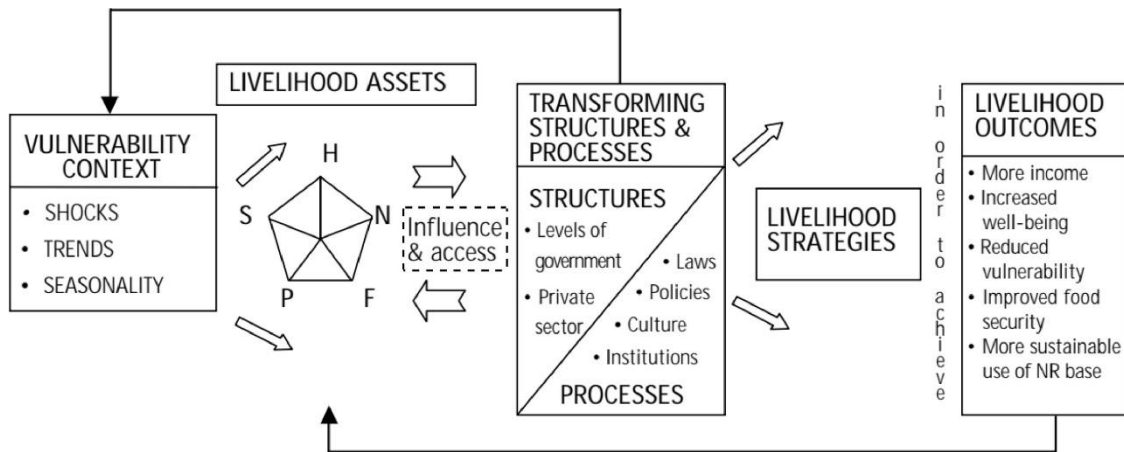 LIVELIHOOD ASSETS
VULNERABILITY
CONTEXT
• SHOCKS
• TRENDS
• SEASONALITY
H
S
N
P
F
Influence
& access
TRANSFORMING
STRUCTURES &
PROCESSES
STRUCTURES
• Levels of
government
• Private
sector
• Laws
• Policies
• Culture
• Institutions
PROCESSES
LIVELIHOOD
STRATEGIES
in order to achieve
LIVELIHOOD
OUTCOMES
• More income
• Increased
well-being
• Reduced
vulnerability
• Improved food
security
• More sustainable
use of NR base